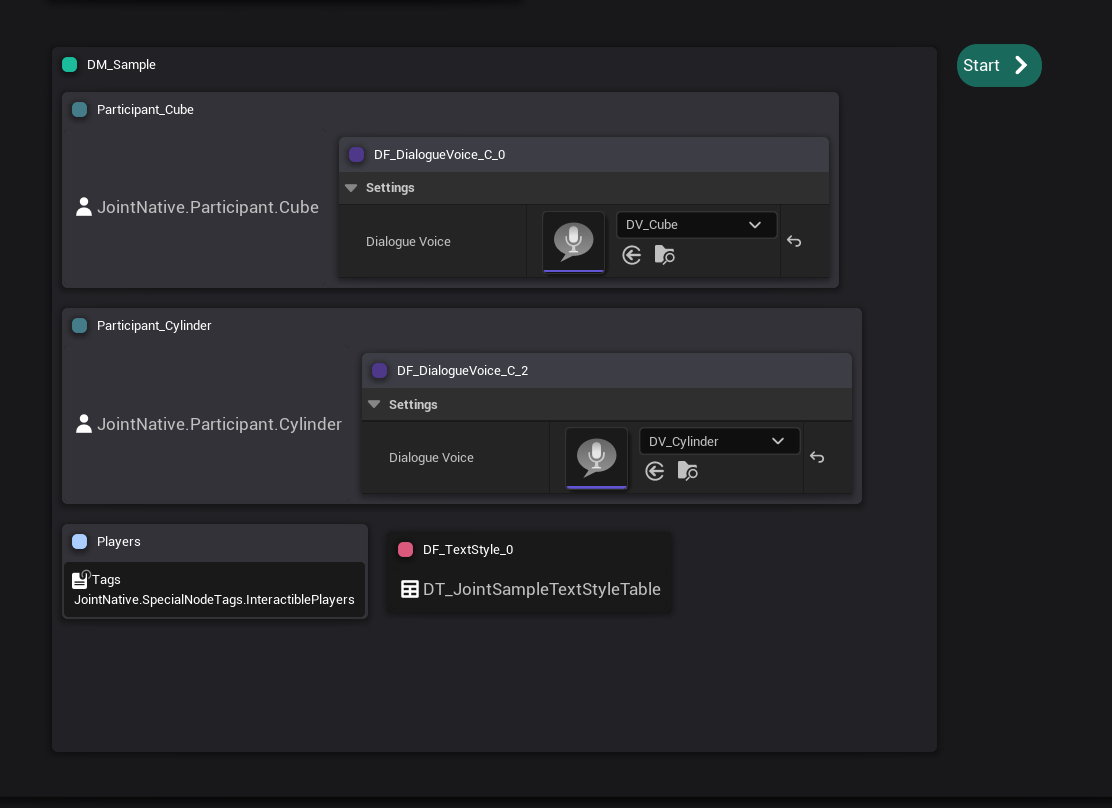 DM_Sample
Start
Participant_Cube
DF_DialogueVoice_C_0
Settings
JointNative.Participant.Cube
Dialogue Voice
DV_Cube
Participant_Cylinder
DF_DialogueVoice_C_2
Settings
JointNative.Participant.Cylinder
Dialogue Voice
DV_Cylinder
Players
Tags
JointNative.SpecialNodeTags.InteractiblePlayers
DF_TextStyle_0
DT_JointSampleTextStyleTable